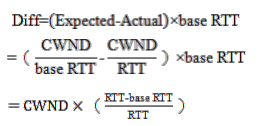 Diff=(Expected-Actual)×base RTT
=( CWND/base RTT - CWND/RTT ) ×base RTT
=CWND × ( RTT-base RTT/RTT )